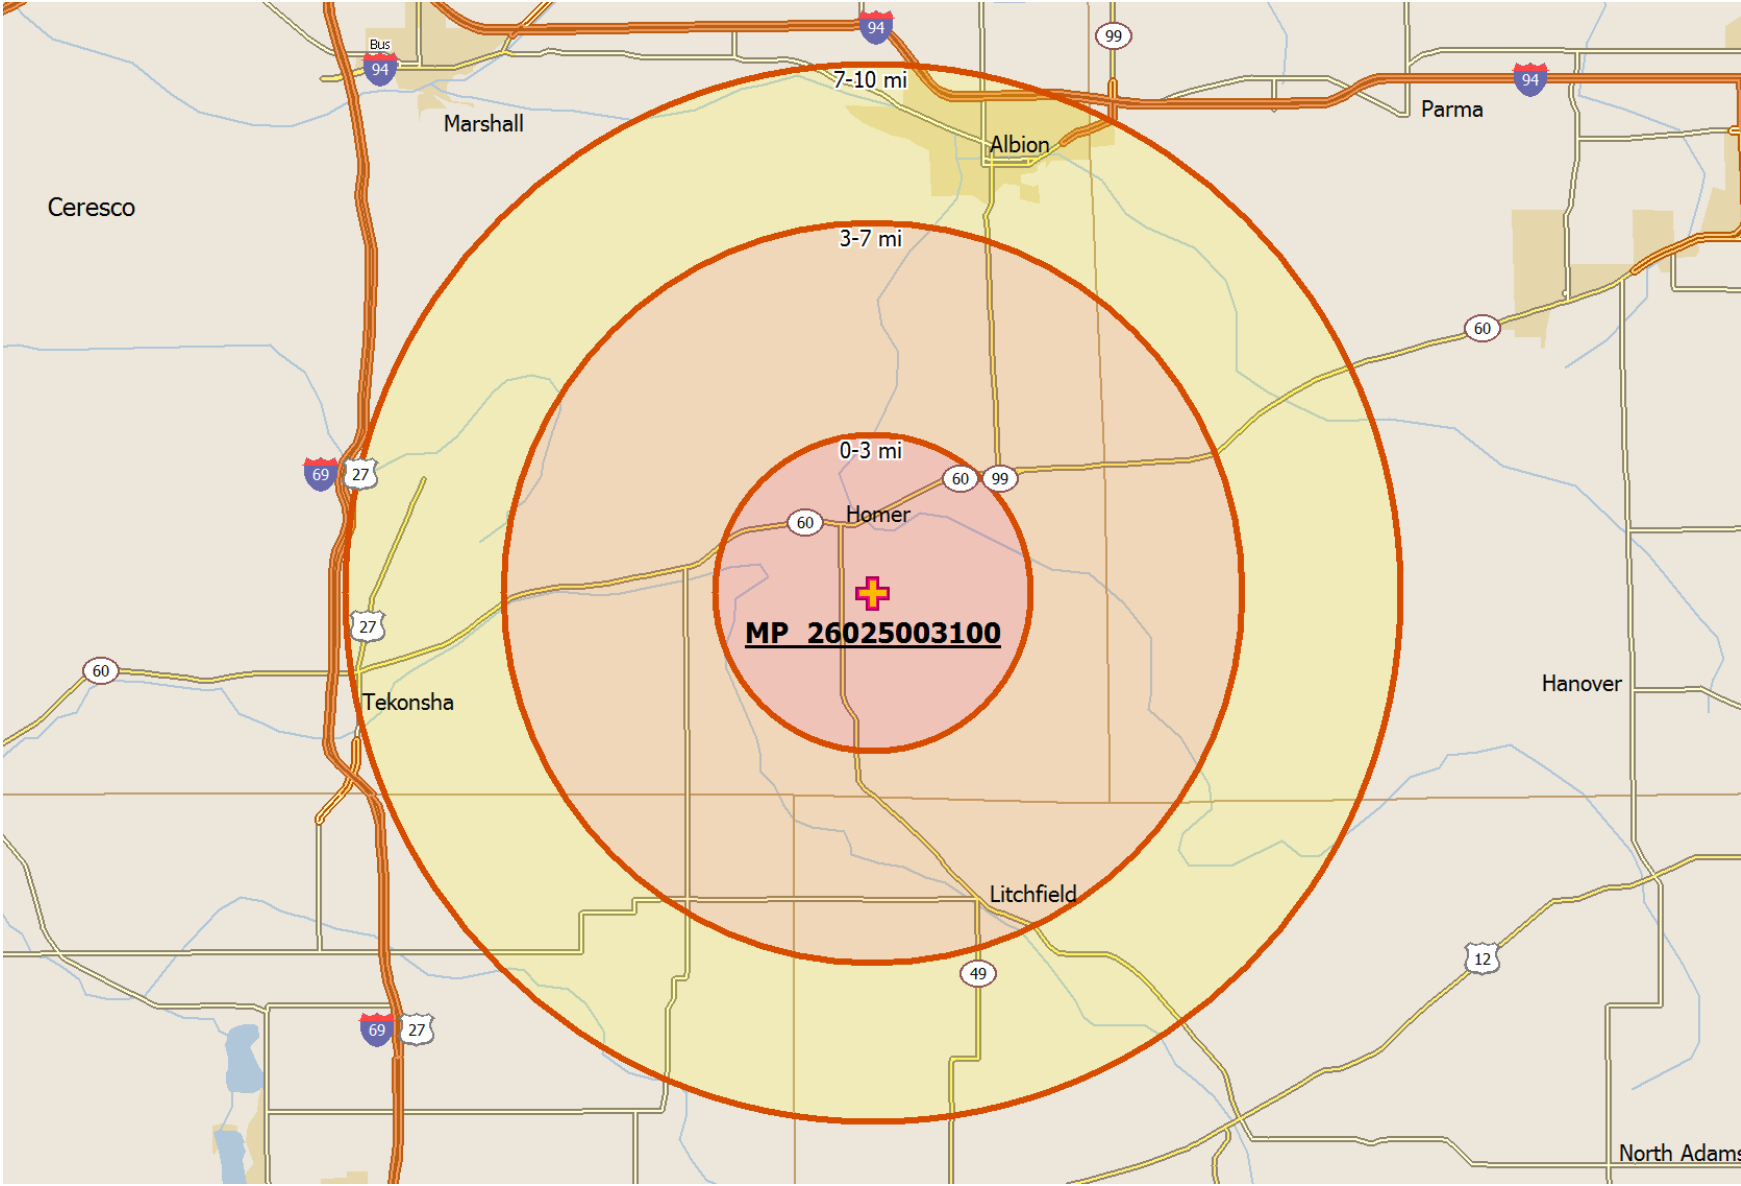 94
99
Bus
94
7-10 mi
94
Parma
Marshall
Albion
Ceresco
3-7 mi
60
0-3 mi
69
27
60
99
Homer
60
27
MP 26025003100
60
Hanover
Tekonsha
Litchfield
12
49
69
27
North Adams